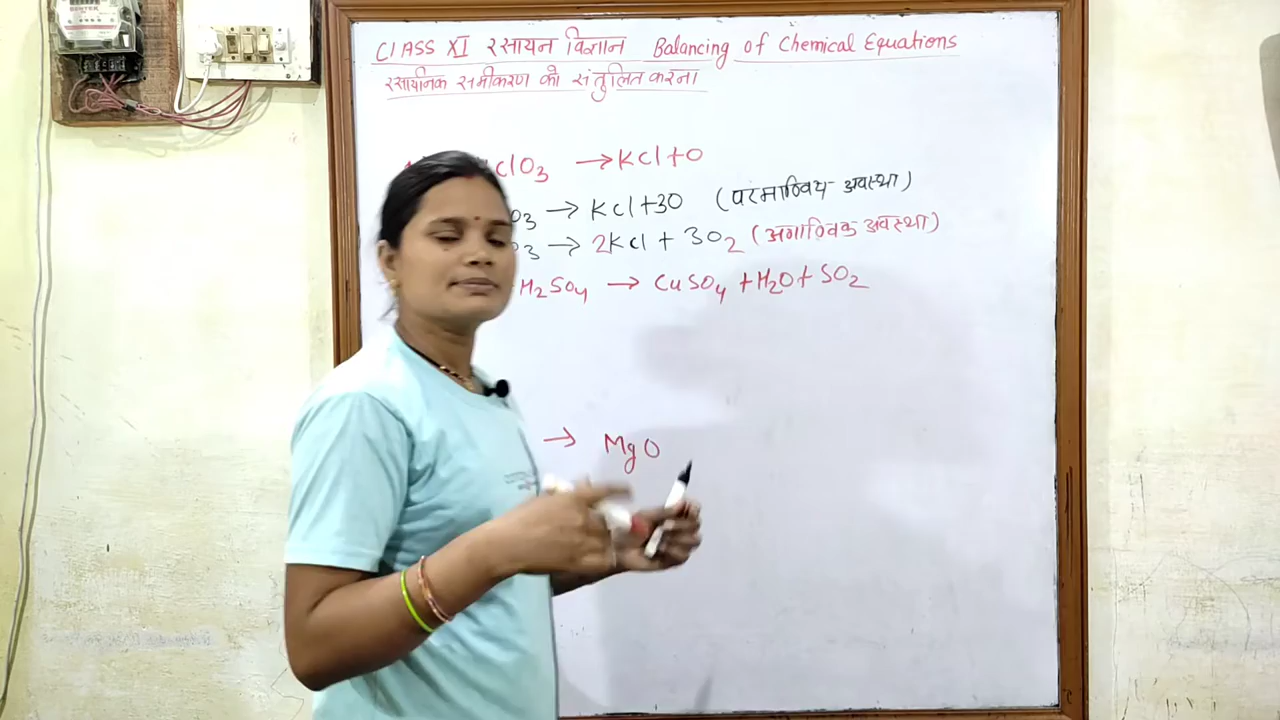 CLASS XI रसायन विज्ञान Balancing of Chemical Equations
रसायनिक समीकरण को संतुलित करना
ClO3 → KCl + O
O3 → KCl + 3O (परमाण्विय अवस्था)
O3 → 2KCl + 3O2 (अणाण्विक अवस्था)
H2SO4 → CuSO4 + H2O + SO2
→ MgO